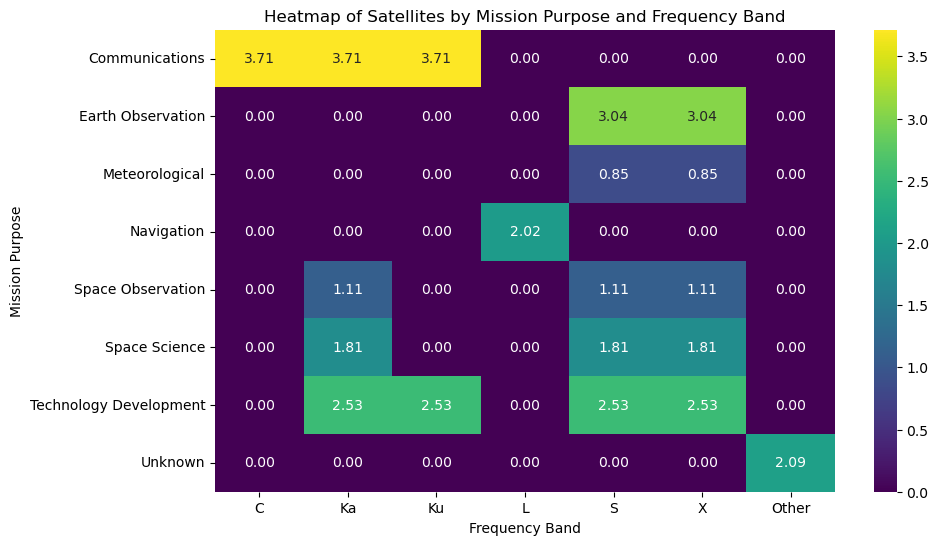 Heatmap of Satellites by Mission Purpose and Frequency Band
Mission Purpose
Communications 3.71 3.71 3.71 0.00 0.00 0.00 0.00
Earth Observation 0.00 0.00 0.00 0.00 3.04 3.04 0.00
Meteorological 0.00 0.00 0.00 0.00 0.85 0.85 0.00
Navigation 0.00 0.00 0.00 2.02 0.00 0.00 0.00
Space Observation 0.00 1.11 0.00 0.00 1.11 1.11 0.00
Space Science 0.00 1.81 0.00 0.00 1.81 1.81 0.00
Technology Development 0.00 2.53 2.53 0.00 2.53 2.53 0.00
Unknown 0.00 0.00 0.00 0.00 0.00 0.00 2.09
C Ka Ku L S X Other
Frequency Band
3.5
3.0
2.5
2.0
1.5
1.0
0.5
0.0